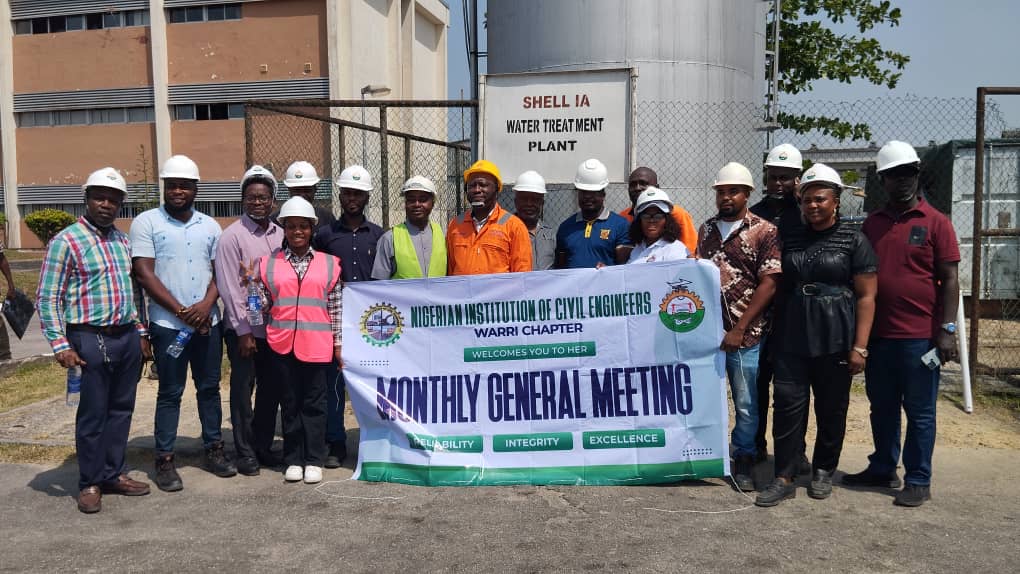 SHELL IA
WATER TREATMENT
PLANT
NIGERIAN INSTITUTION OF CIVIL ENGINEERS
WARRI CHAPTER
WELCOMES YOU TO HER
MONTHLY GENERAL MEETING
RELIABILITY
INTEGRITY
EXCELLENCE